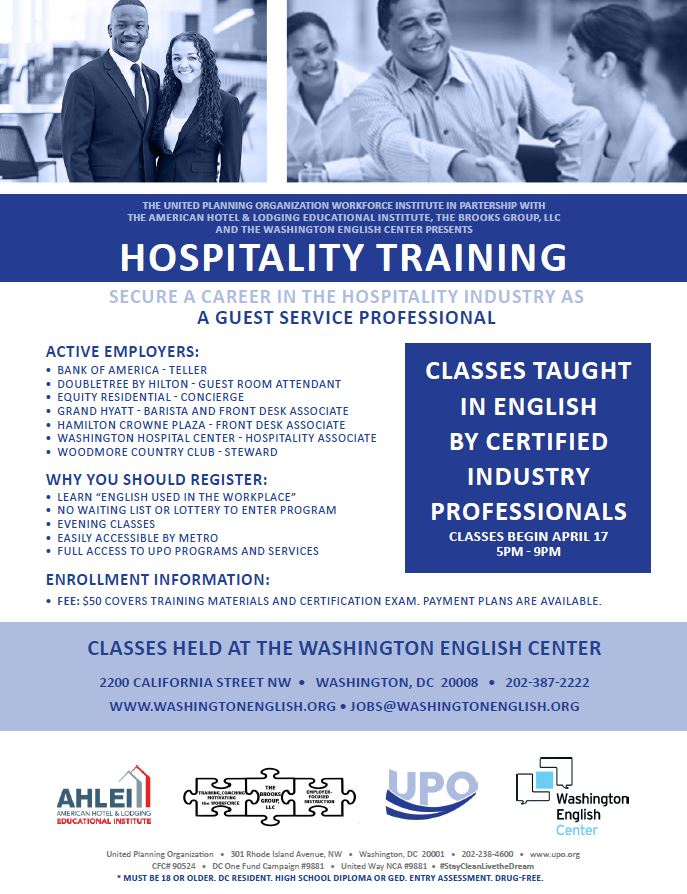 THE UNITED PLANNING ORGANIZATION WORKFORCE INSTITUTE IN PARTERSHIP WITH
THE AMERICAN HOTEL & LODGING EDUCATIONAL INSTITUTE, THE BROOKS GROUP, LLC
AND THE WASHINGTON ENGLISH CENTER PRESENTS
HOSPITALITY TRAINING
SECURE A CAREER IN THE HOSPITALITY INDUSTRY AS
A GUEST SERVICE PROFESSIONAL
ACTIVE EMPLOYERS:
• BANK OF AMERICA - TELLER
• DOUBLETREE BY HILTON - GUEST ROOM ATTENDANT
• EQUITY RESIDENTIAL - CONCIERGE
• GRAND HYATT - BARISTA AND FRONT DESK ASSOCIATE
• HAMILTON CROWNE PLAZA - FRONT DESK ASSOCIATE
• WASHINGTON HOSPITAL CENTER - HOSPITALITY ASSOCIATE
• WOODMORE COUNTRY CLUB - STEWARD
WHY YOU SHOULD REGISTER:
• LEARN “ENGLISH USED IN THE WORKPLACE”
• NO WAITING LIST OR LOTTERY TO ENTER PROGRAM
• EVENING CLASSES
• EASILY ACCESSIBLE BY METRO
• FULL ACCESS TO UPO PROGRAMS AND SERVICES
CLASSES TAUGHT
IN ENGLISH
BY CERTIFIED
INDUSTRY
PROFESSIONALS
CLASSES BEGIN APRIL 17
5PM - 9PM
ENROLLMENT INFORMATION:
• FEE: $50 COVERS TRAINING MATERIALS AND CERTIFICATION EXAM. PAYMENT PLANS ARE AVAILABLE.
CLASSES HELD AT THE WASHINGTON ENGLISH CENTER
2200 CALIFORNIA STREET NW • WASHINGTON, DC 20008 • 202-387-2222
WWW.WASHINGTONENGLISH.ORG • JOBS@WASHINGTONENGLISH.ORG
AHLEI
AMERICAN HOTEL & LODGING
EDUCATIONAL INSTITUTE
TRAINING, COACHING
MOTIVATING
the WORKFORCE
THE
BROOKS
GROUP,
LLC
EMPLOYER-
FOCUSED
INSTRUCTION
UPO
Washington
English
Center
United Planning Organization • 301 Rhode Island Avenue, NW • Washington, DC 20001 • 202-238-4600 • www.upo.org
CFC# 90524 • DC One Fund Campaign #9881 • United Way NCA #9881 • #StayCleanLivetheDream
* MUST BE 18 OR OLDER. DC RESIDENT. HIGH SCHOOL DIPLOMA OR GED. ENTRY ASSESSMENT. DRUG-FREE.